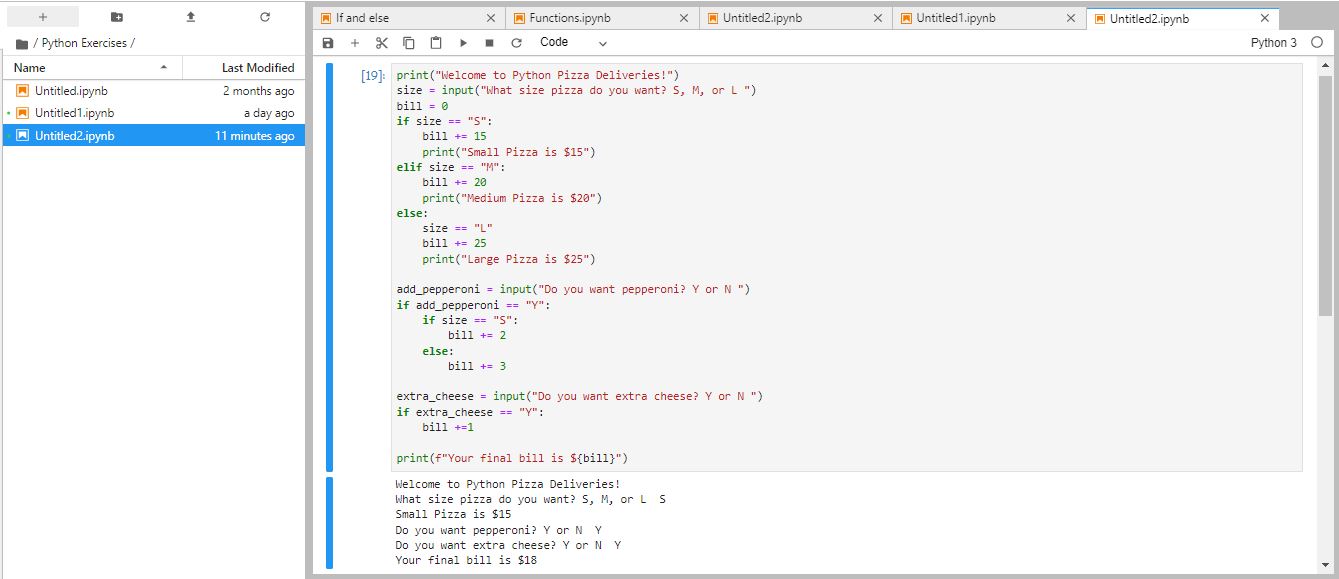 / Python Exercises /
Name Last Modified
Untitled.ipynb 2 months ago
Untitled1.ipynb a day ago
Untitled2.ipynb 11 minutes ago
If and else Functions.ipynb Untitled2.ipynb Untitled1.ipynb Untitled2.ipynb
Code Python 3
[19]: print("Welcome to Python Pizza Deliveries!")
size = input("What size pizza do you want? S, M, or L ")
bill = 0
if size == "S":
    bill += 15
    print("Small Pizza is $15")
elif size == "M":
    bill += 20
    print("Medium Pizza is $20")
else:
    size == "L"
    bill += 25
    print("Large Pizza is $25")
add_pepperoni = input("Do you want pepperoni? Y or N ")
if add_pepperoni == "Y":
    if size == "S":
        bill += 2
    else:
        bill += 3
extra_cheese = input("Do you want extra cheese? Y or N ")
if extra_cheese == "Y":
    bill +=1
print(f"Your final bill is ${bill}")
Welcome to Python Pizza Deliveries!
What size pizza do you want? S, M, or L  S
Small Pizza is $15
Do you want pepperoni? Y or N  Y
Do you want extra cheese? Y or N  Y
Your final bill is $18